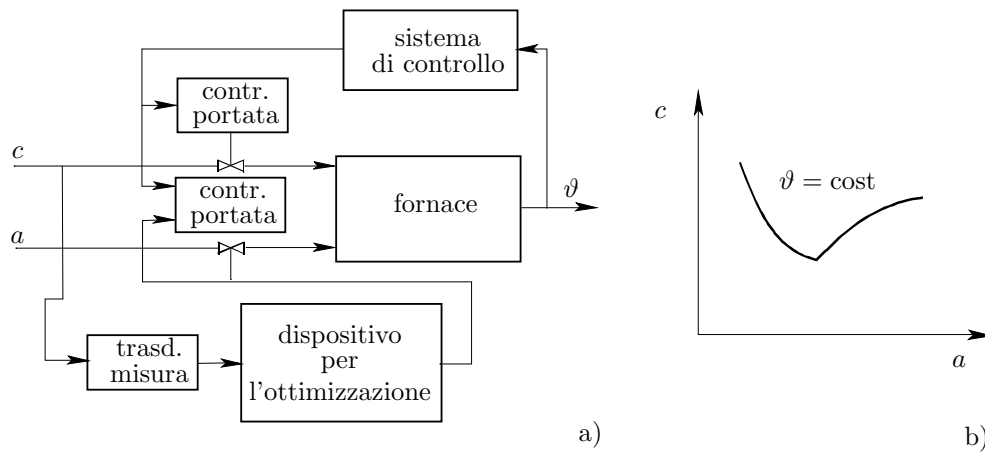 sistema
di controllo
contr.
portata
c
contr.
portata
fornace
ϑ
a
trasd.
misura
dispositivo
per
l'ottimizzazione
a)
c
ϑ = cost
a
b)